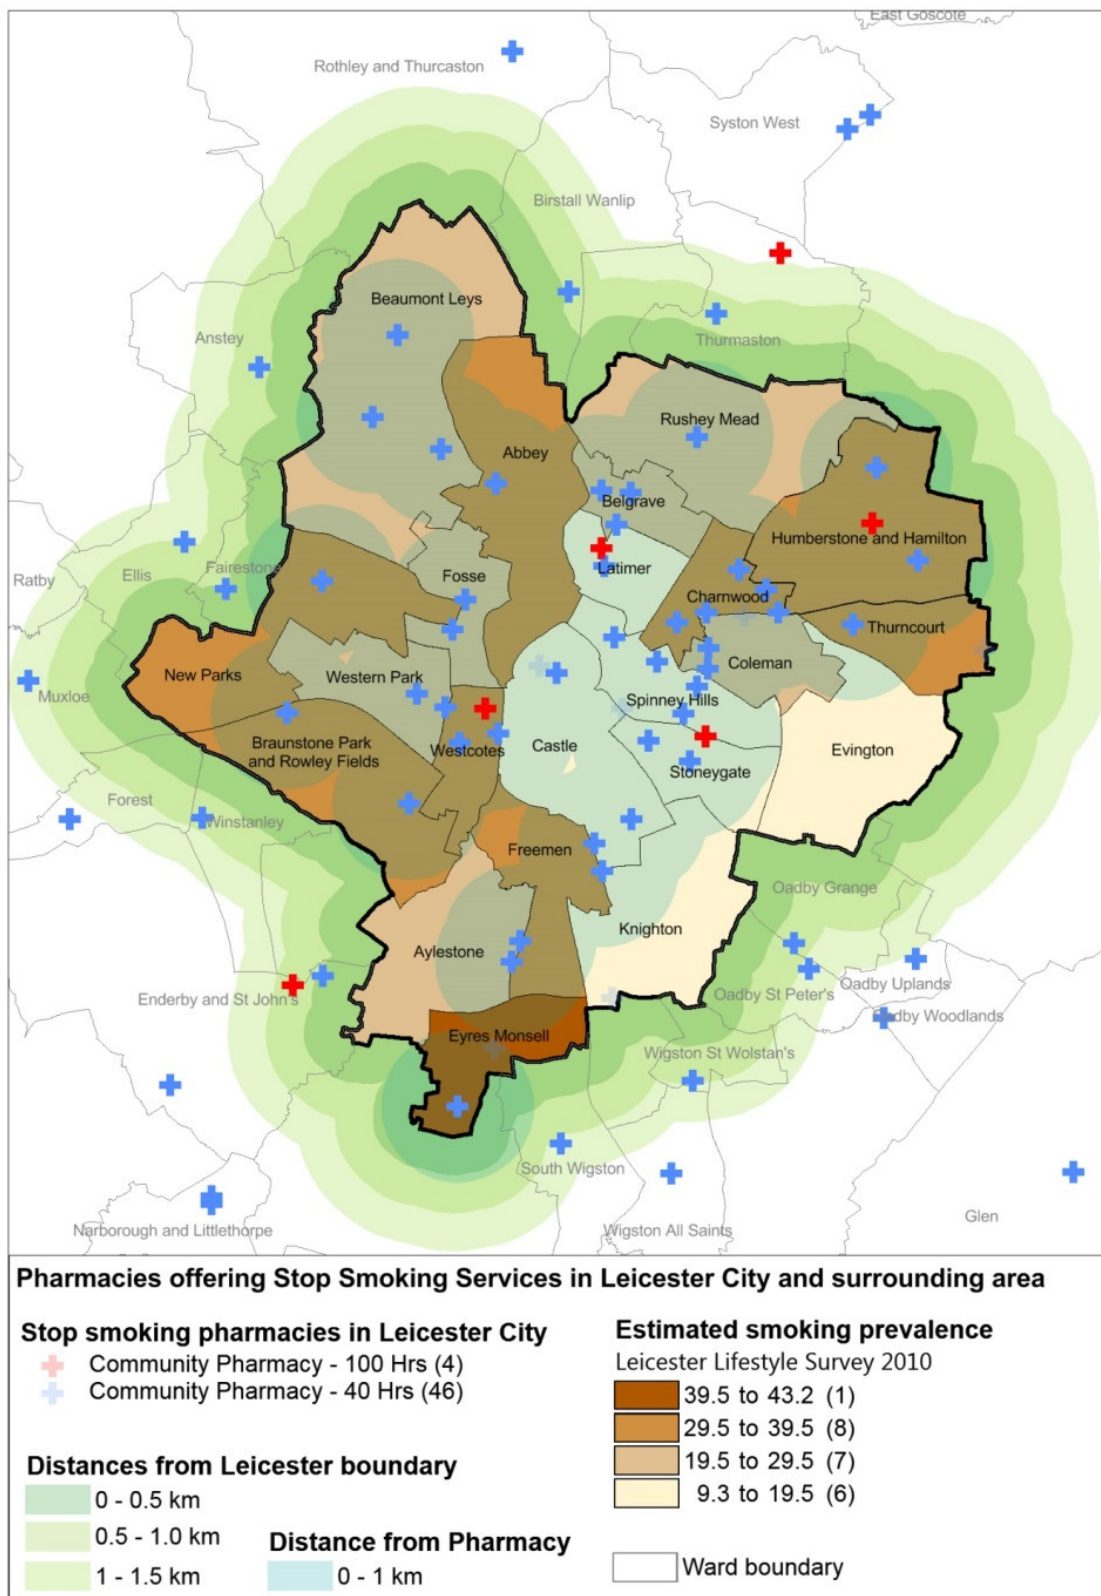 East Goscote
Rothley and Thurcaston
Syston West
Birstall Wanlip
Beaumont Leys
Anstey
Thurmaston
Rushey Mead
Abbey
Belgrave
Humberstone and Hamilton
Latimer
Fosse
Ratby
Ellis
Fairestone
Charnwood
Thurncourt
Coleman
New Parks
Western Park
Muxloe
Spinney Hills
Braunstone Park
and Rowley Fields
Westcotes
Castle
Evington
Stoneygate
Forest
Winstanley
Freemen
Oadby Grange
Knighton
Aylestone
Enderby and St John's
Oadby St Peter's
Oadby Uplands
Oadby Woodlands
Eyres Monsell
Wigston St Wolstan's
South Wigston
Narborough and Littlethorpe
Wigston All Saints
Glen
Pharmacies offering Stop Smoking Services in Leicester City and surrounding area
Stop smoking pharmacies in Leicester City
Community Pharmacy - 100 Hrs (4)
Community Pharmacy - 40 Hrs (46)
Distances from Leicester boundary
0 - 0.5 km
0.5 - 1.0 km
1 - 1.5 km
Distance from Pharmacy
0 - 1 km
Estimated smoking prevalence
Leicester Lifestyle Survey 2010
39.5 to 43.2 (1)
29.5 to 39.5 (8)
19.5 to 29.5 (7)
9.3 to 19.5 (6)
Ward boundary